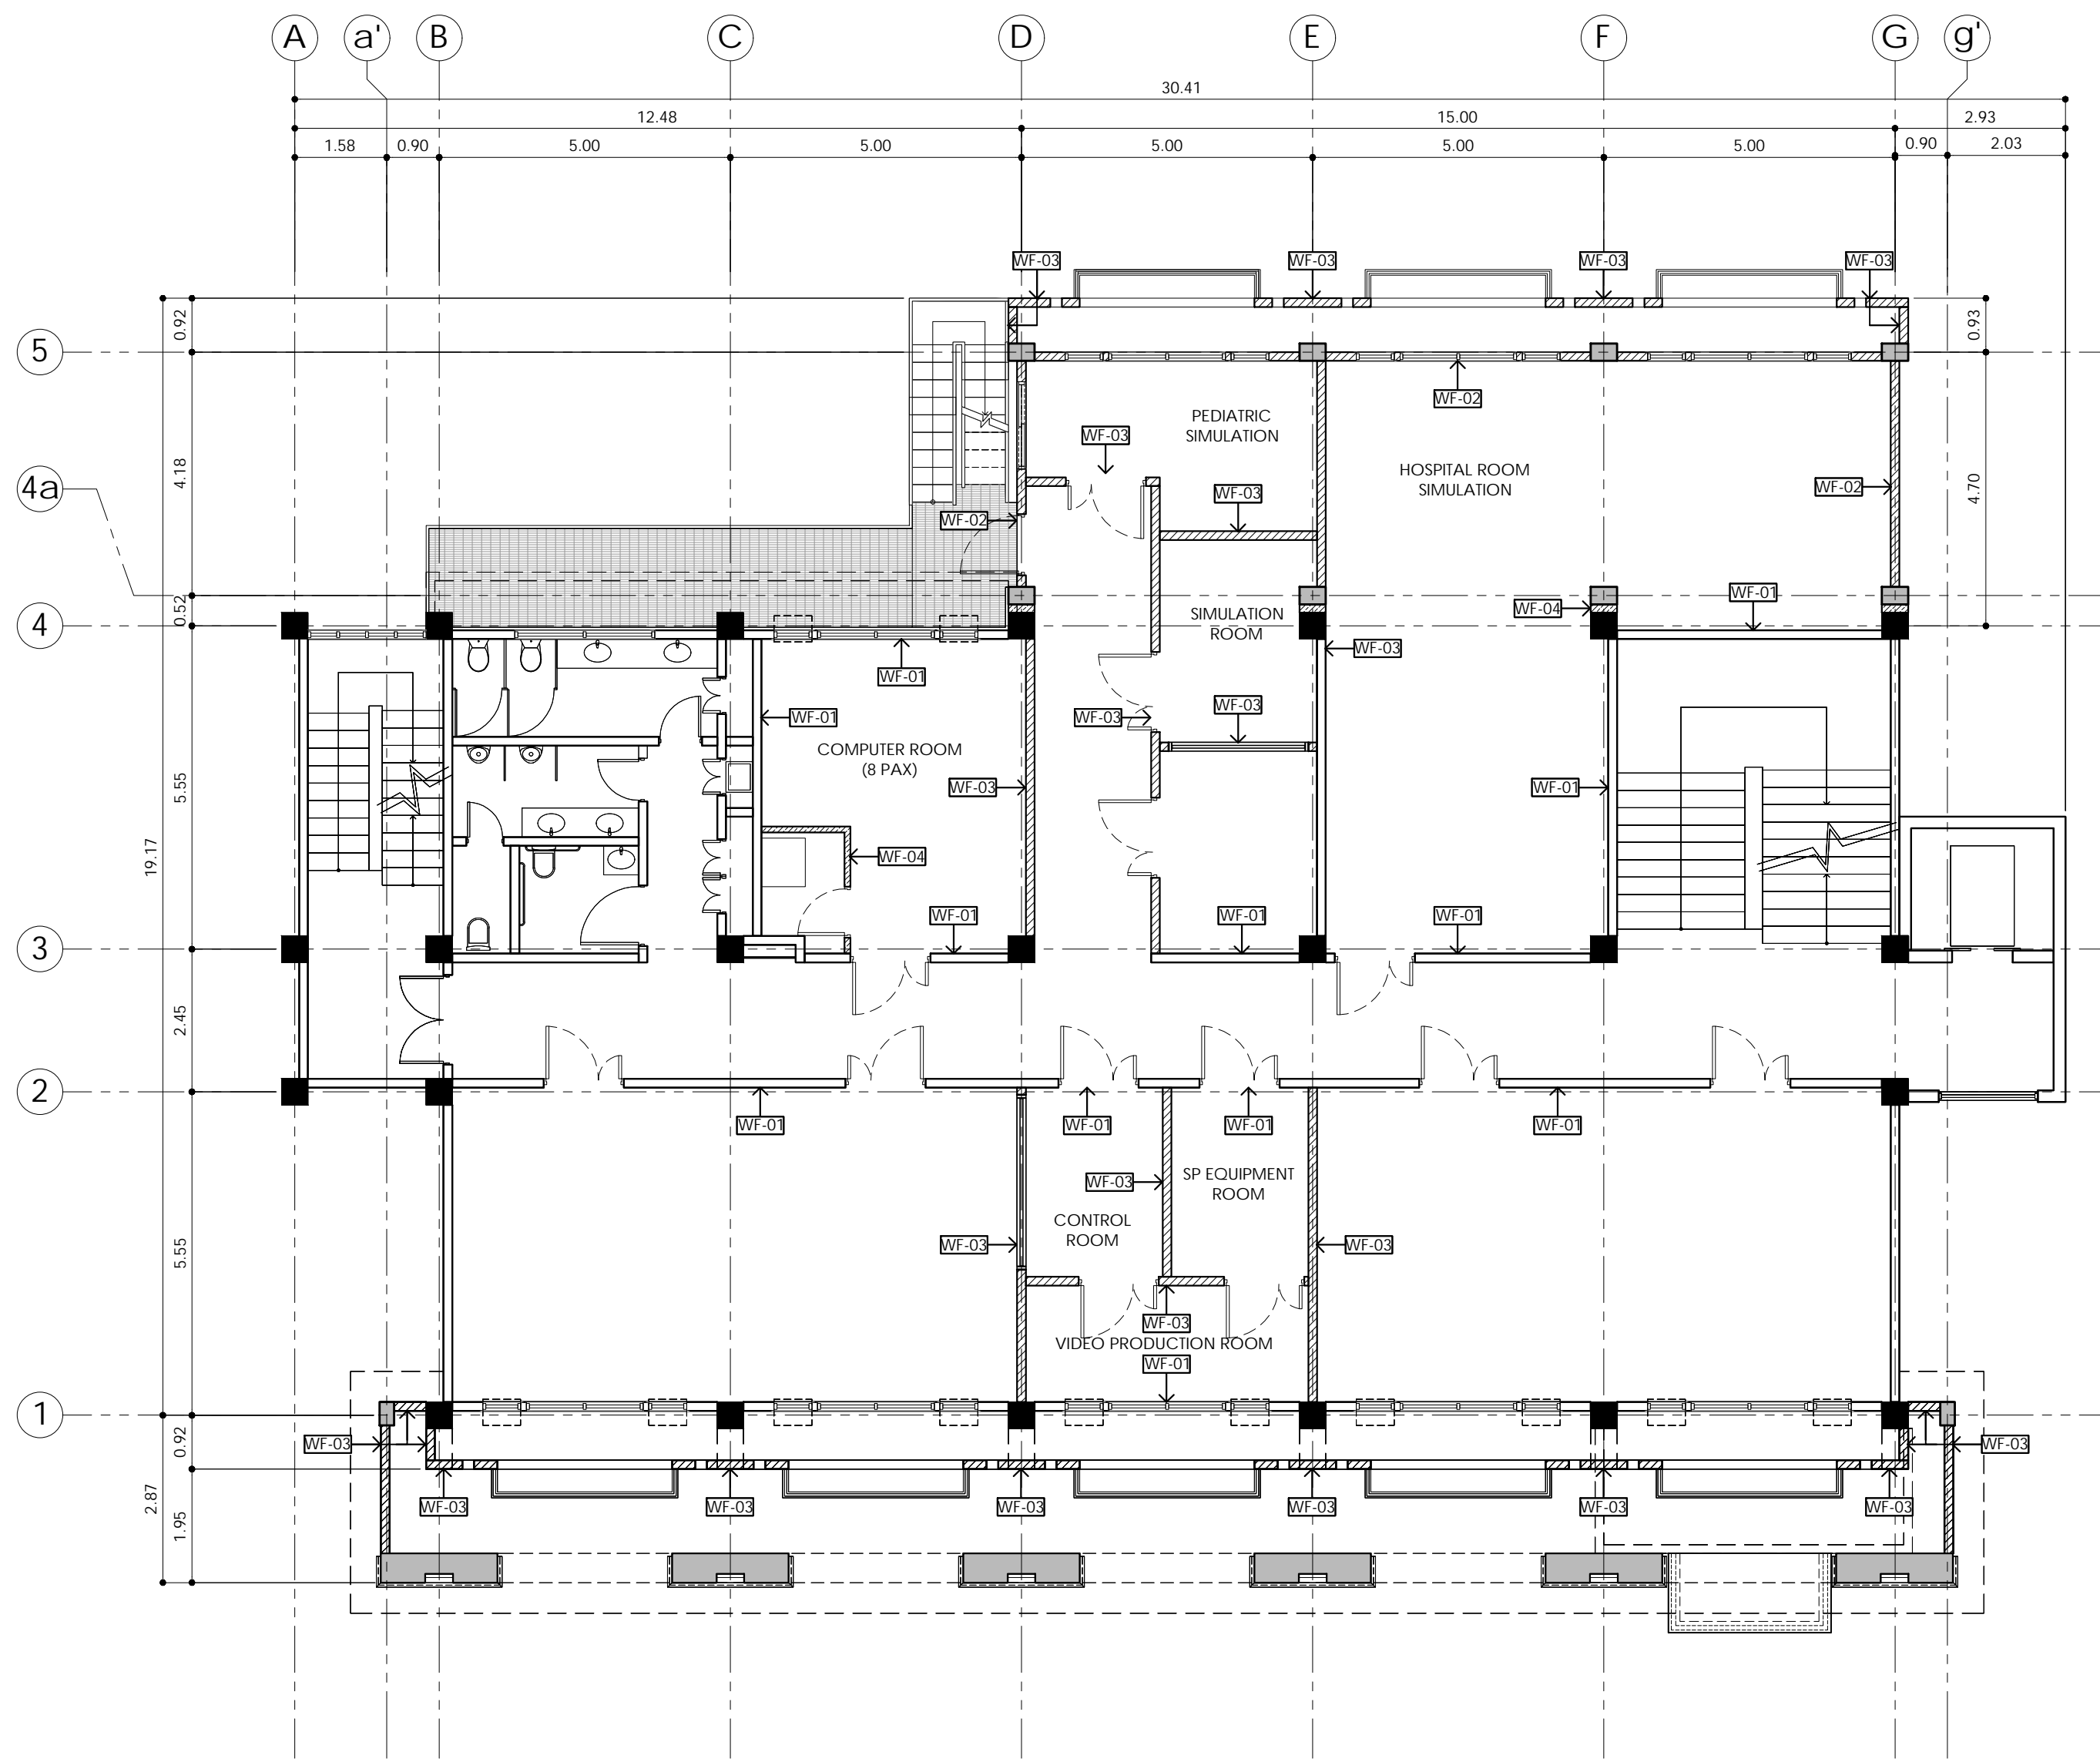 A a' B C D E F G g'
30.41
12.48 15.00 2.93
1.58 0.90 5.00 5.00 5.00 5.00 5.00 0.90 2.03
WF-03 WF-03 WF-03 WF-03
0.92 0.93
5
WF-02
PEDIATRIC
SIMULATION
WF-03
HOSPITAL ROOM
SIMULATION
4.18 4.70
4a
WF-03 WF-02
WF-02
0.52
WF-01
WF-04
4
SIMULATION
ROOM
WF-03
WF-01
WF-03
WF-01 WF-03
COMPUTER ROOM
(8 PAX)
5.55
WF-03 WF-01
19.17
WF-04
WF-01 WF-01 WF-01
3
2.45
2
WF-01 WF-01 WF-01 WF-01
WF-03
SP EQUIPMENT
ROOM
CONTROL
ROOM
5.55
WF-03 WF-03
WF-03
VIDEO PRODUCTION ROOM
WF-01
1
0.92
WF-03 WF-03
2.87
WF-03 WF-03 WF-03 WF-03 WF-03 WF-03
1.95